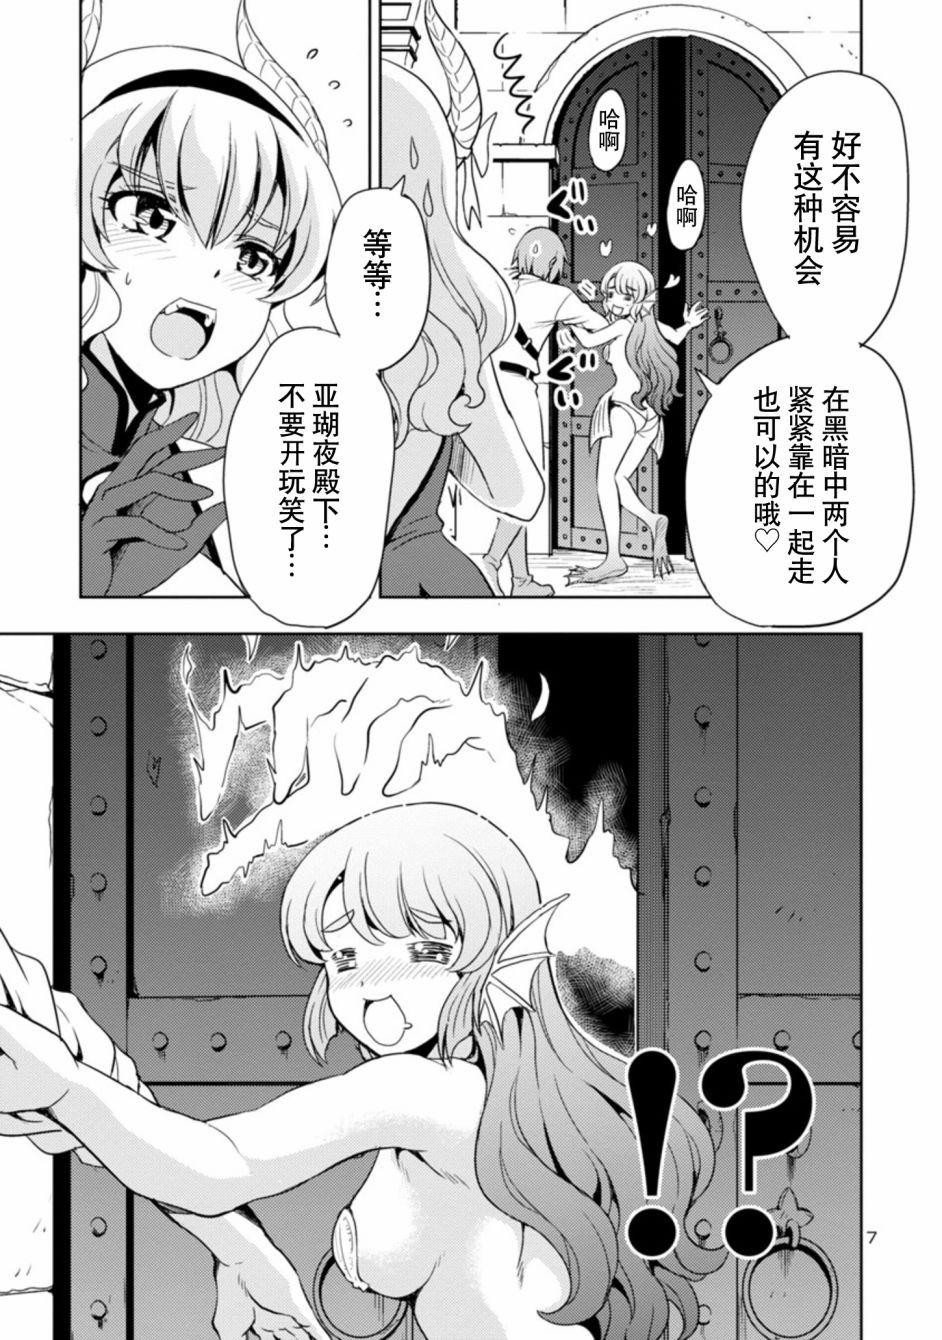 好不容易
有这种机会
在黑暗中两个人
紧紧靠在一起走
也可以的哦♡
哈
啊
哈
啊
等等…
亚瑚夜殿下…
不要开玩笑了…
!?
7